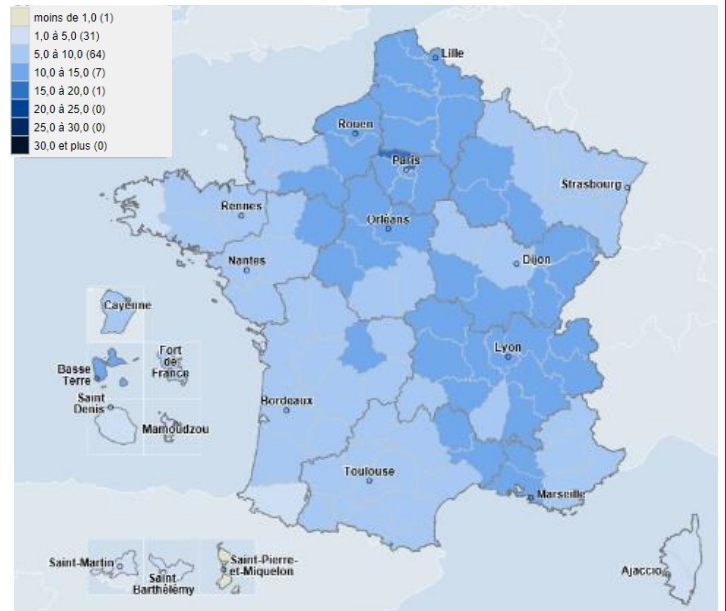 moins de 1,0 (1)
1,0 à 5,0 (31)
5,0 à 10,0 (64)
10,0 à 15,0 (7)
15,0 à 20,0 (1)
20,0 à 25,0 (0)
25,0 à 30,0 (0)
30,0 et plus (0)
Lille
Rouen
Paris
Strasbourg
Rennes
Orléans
Nantes
Dijon
Cayenne
Fort
de
France
Basse
Terre
Lyon
Saint
Denis
Bordeaux
Mamoudzou
Toulouse
Marseille
Saint-Martin
Saint-
Barthélémy
Saint-Pierre-
et-Miquelon
Ajaccio